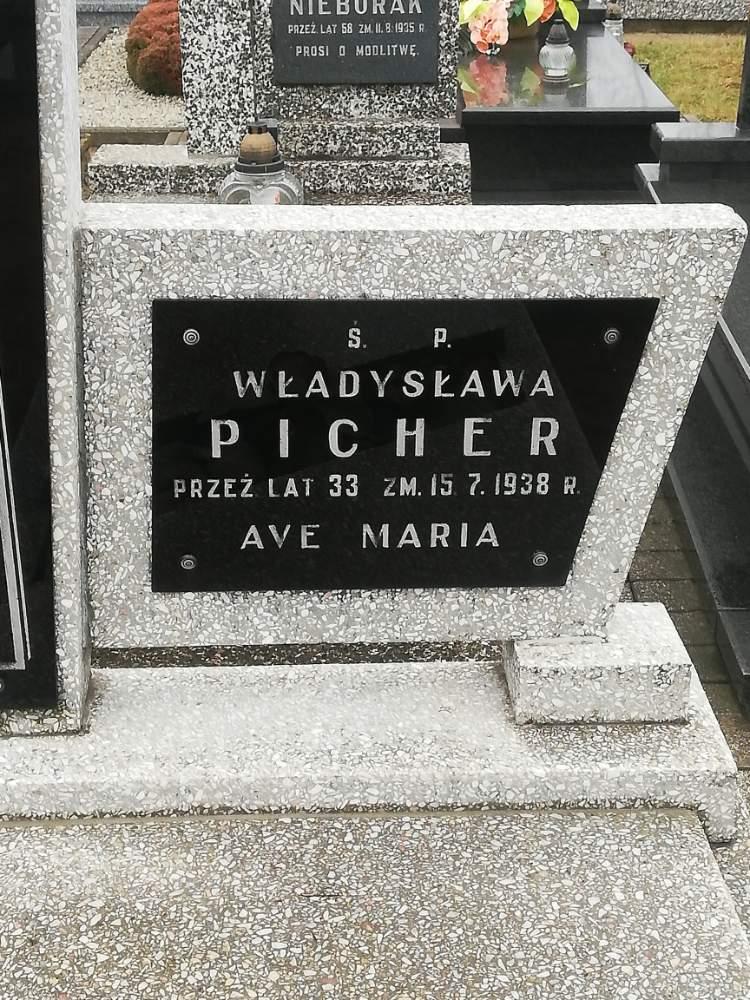 NIEBORAK
PRZEŻ. LAT 58 ZM. 11. 8. 1935 R.
PROSI O MODLITWĘ.
Ś. P.
WŁADYSŁAWA
PICHER
PRZEŻ. LAT 33 ZM. 15. 7. 1938 R.
AVE MARIA